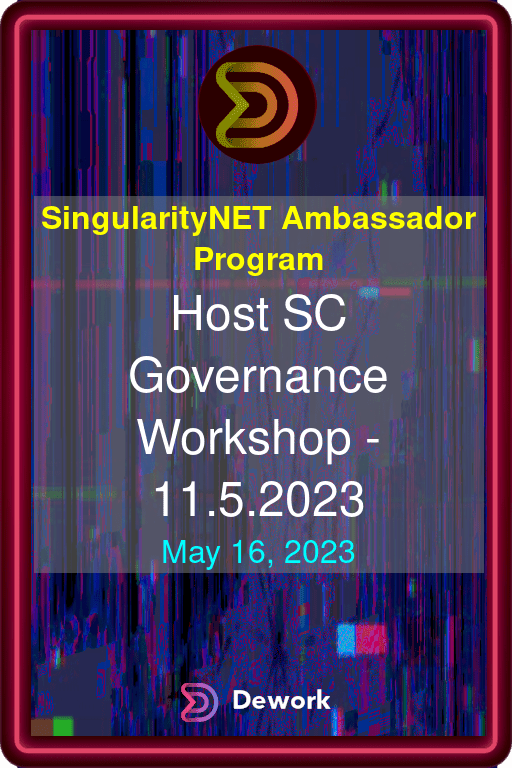 SingularityNET Ambassador
Program
Host SC
Governance
Workshop -
11.5.2023
May 16, 2023
Dework